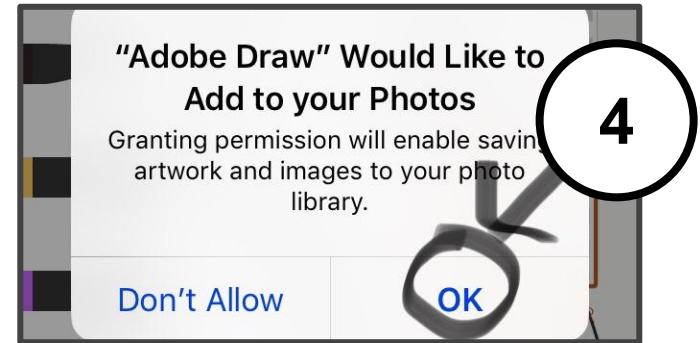 “Adobe Draw” Would Like to
Add to your Photos
Granting permission will enable saving
artwork and images to your photo
library.
Don’t Allow
OK
4